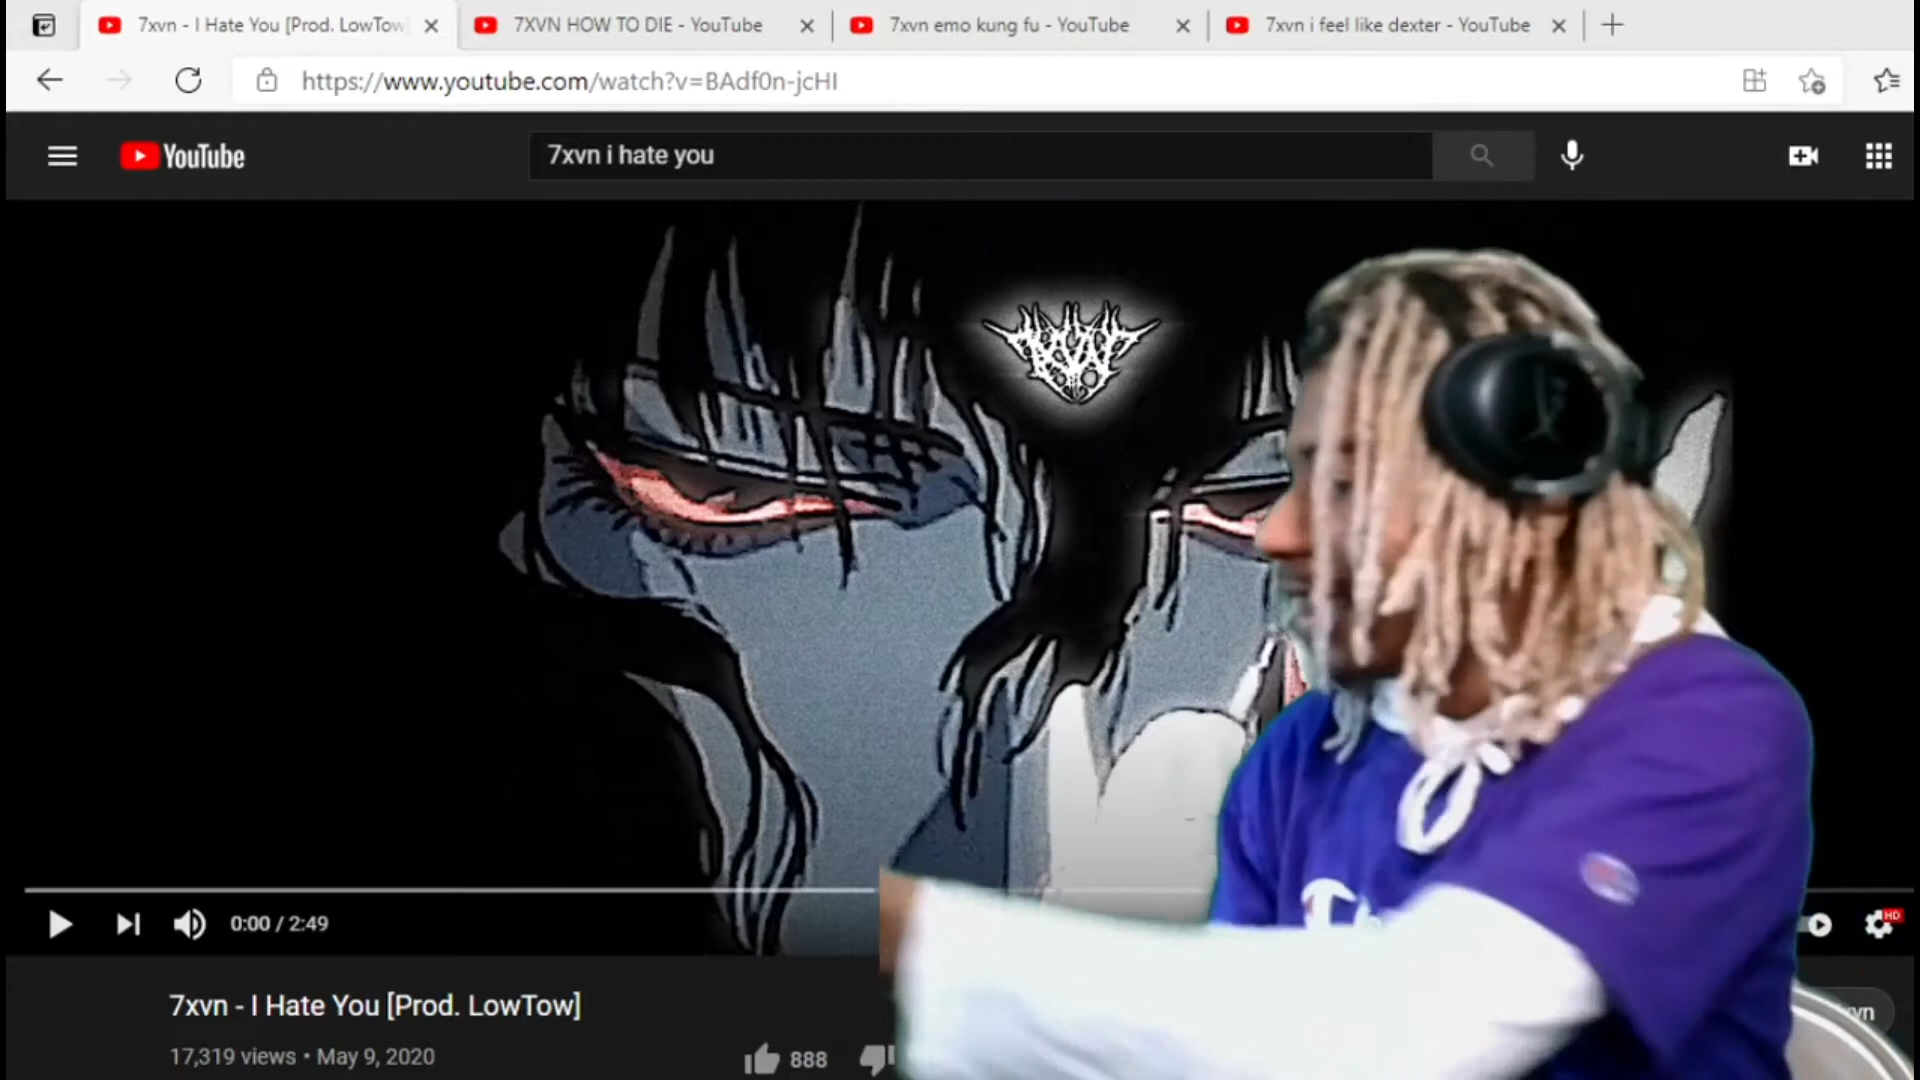 7xvn - I Hate You [Prod. LowTow
7XVN HOW TO DIE - YouTube
7xvn emo kung fu - YouTube
7xvn i feel like dexter - YouTube
https://www.youtube.com/watch?v=BAdf0n-jcHI
YouTube
7xvn i hate you
7XVN
0:00 / 2:49
HD
7xvn - I Hate You [Prod. LowTow]
17,319 views • May 9, 2020
888